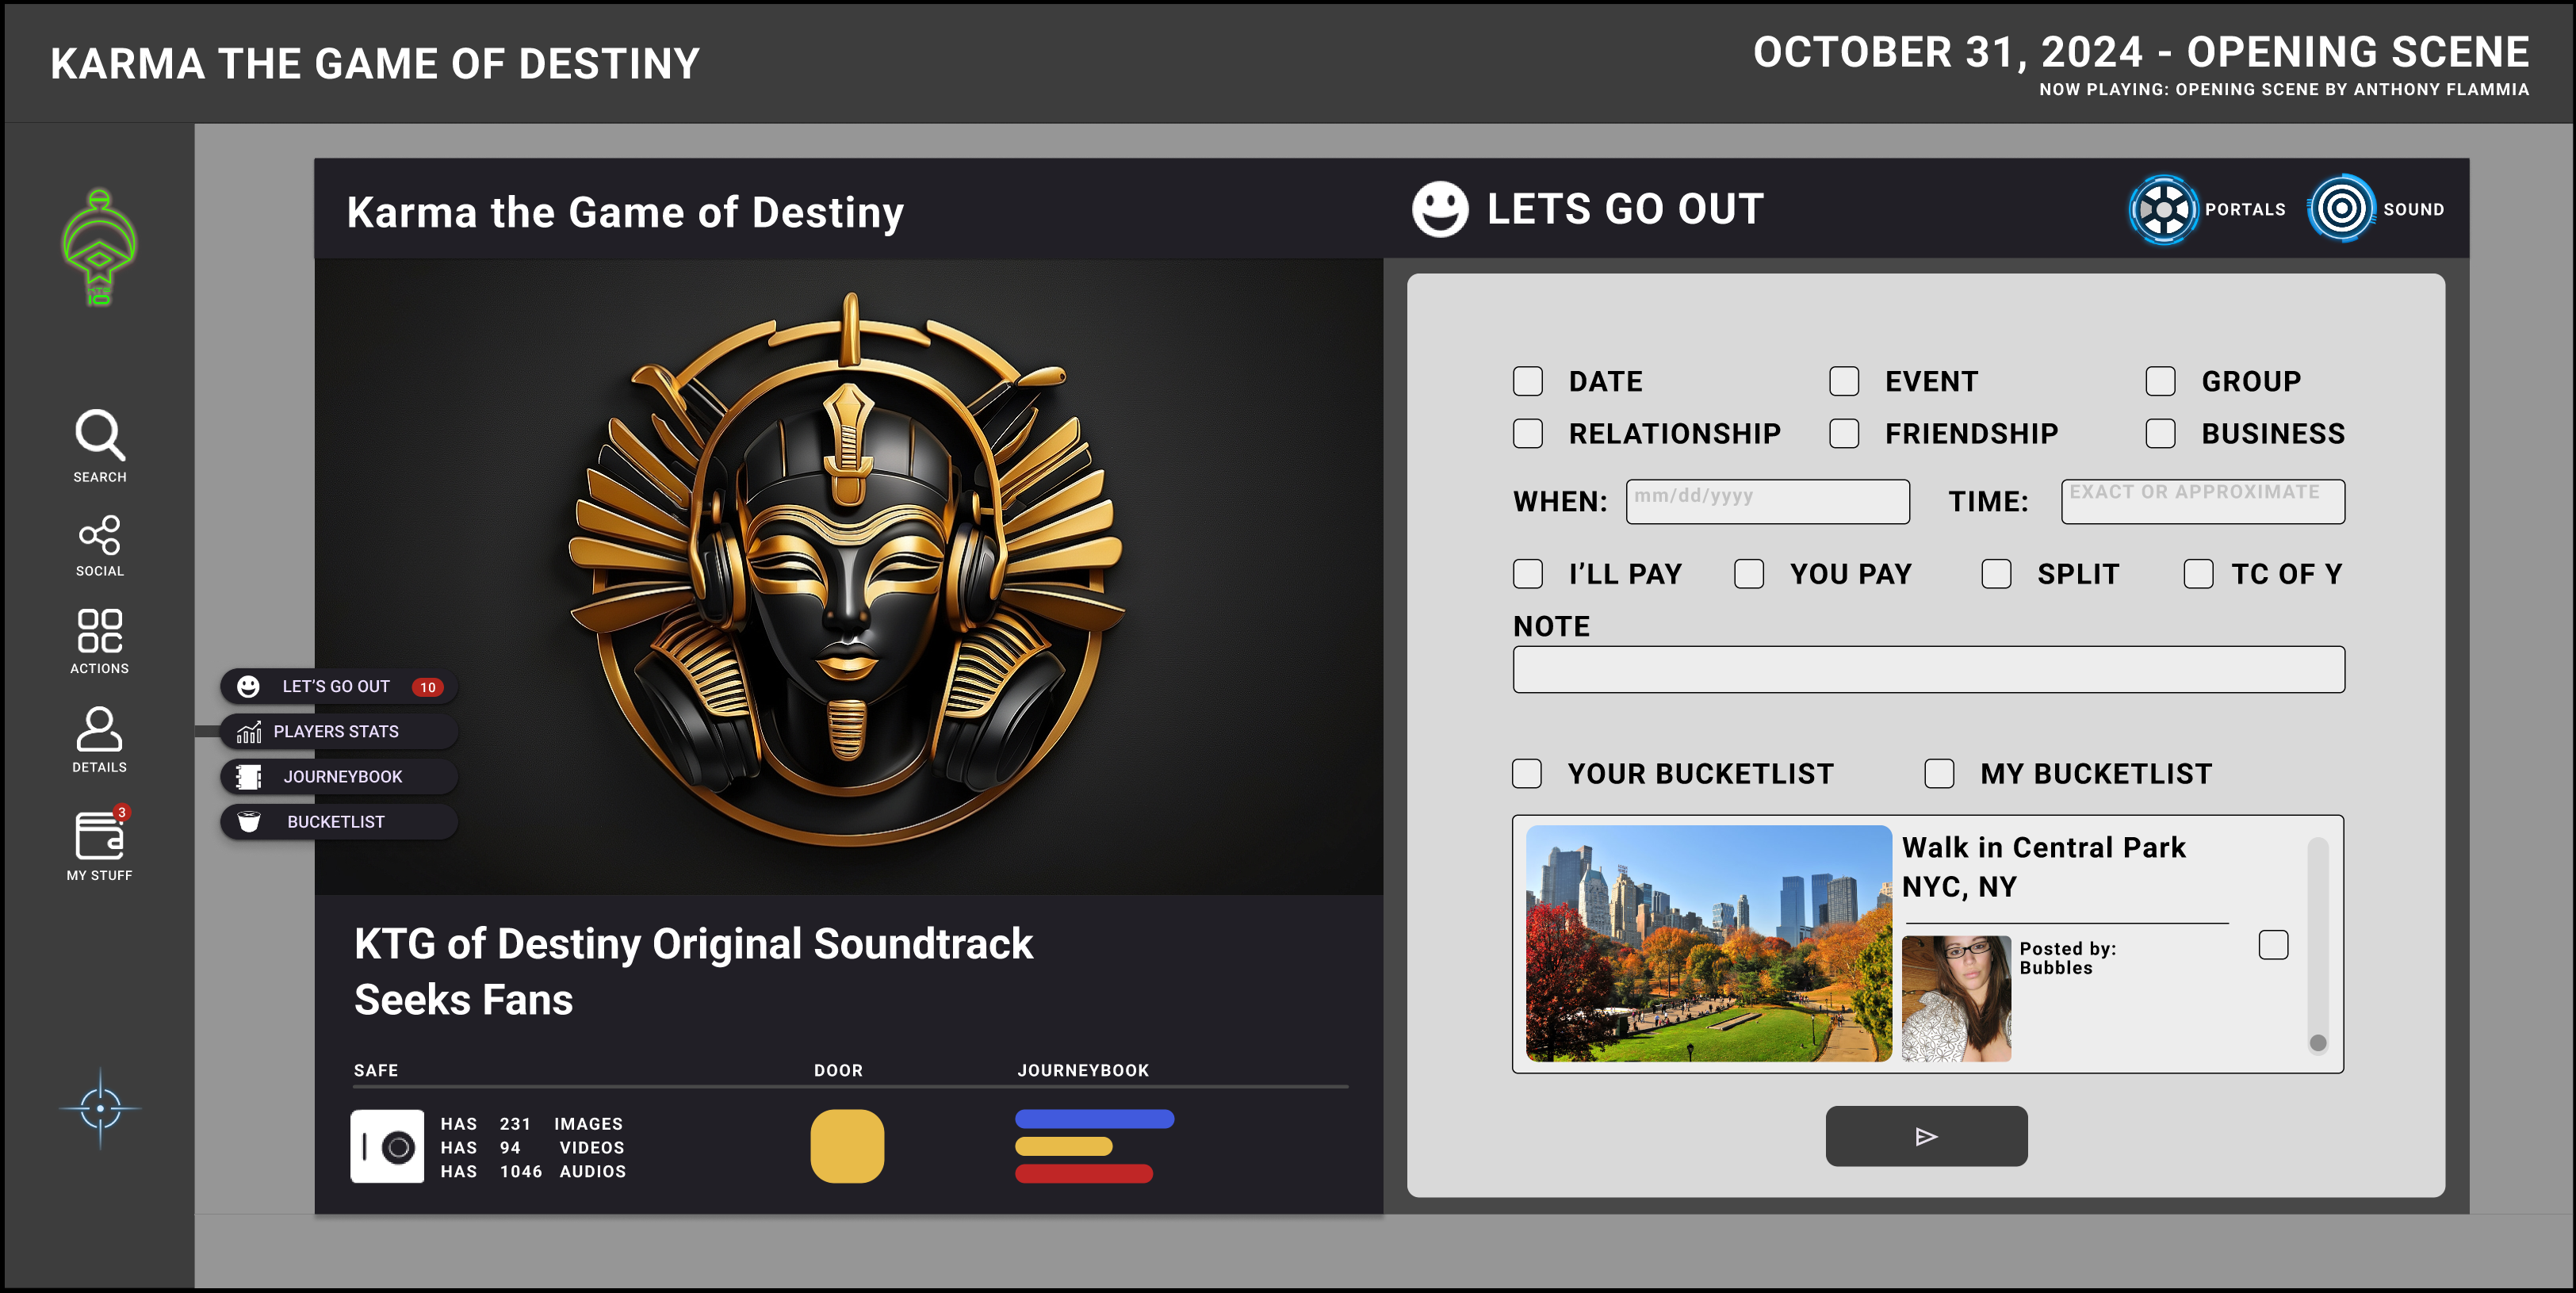 KARMA THE GAME OF DESTINY
OCTOBER 31, 2024 - OPENING SCENE
NOW PLAYING: OPENING SCENE BY ANTHONY FLAMMIA
KTG
IO
SEARCH
SOCIAL
ACTIONS
DETAILS
3
MY STUFF
LET'S GO OUT 10
PLAYERS STATS
JOURNEYBOOK
BUCKETLIST
Karma the Game of Destiny
KTG of Destiny Original Soundtrack
Seeks Fans
SAFE DOOR JOURNEYBOOK
HAS 231 IMAGES
HAS 94 VIDEOS
HAS 1046 AUDIOS
LETS GO OUT
PORTALS SOUND
DATE EVENT GROUP
RELATIONSHIP FRIENDSHIP BUSINESS
WHEN: mm/dd/yyyy TIME: EXACT OR APPROXIMATE
I’LL PAY YOU PAY SPLIT TC OF Y
NOTE
YOUR BUCKETLIST MY BUCKETLIST
Walk in Central Park
NYC, NY
Posted by:
Bubbles